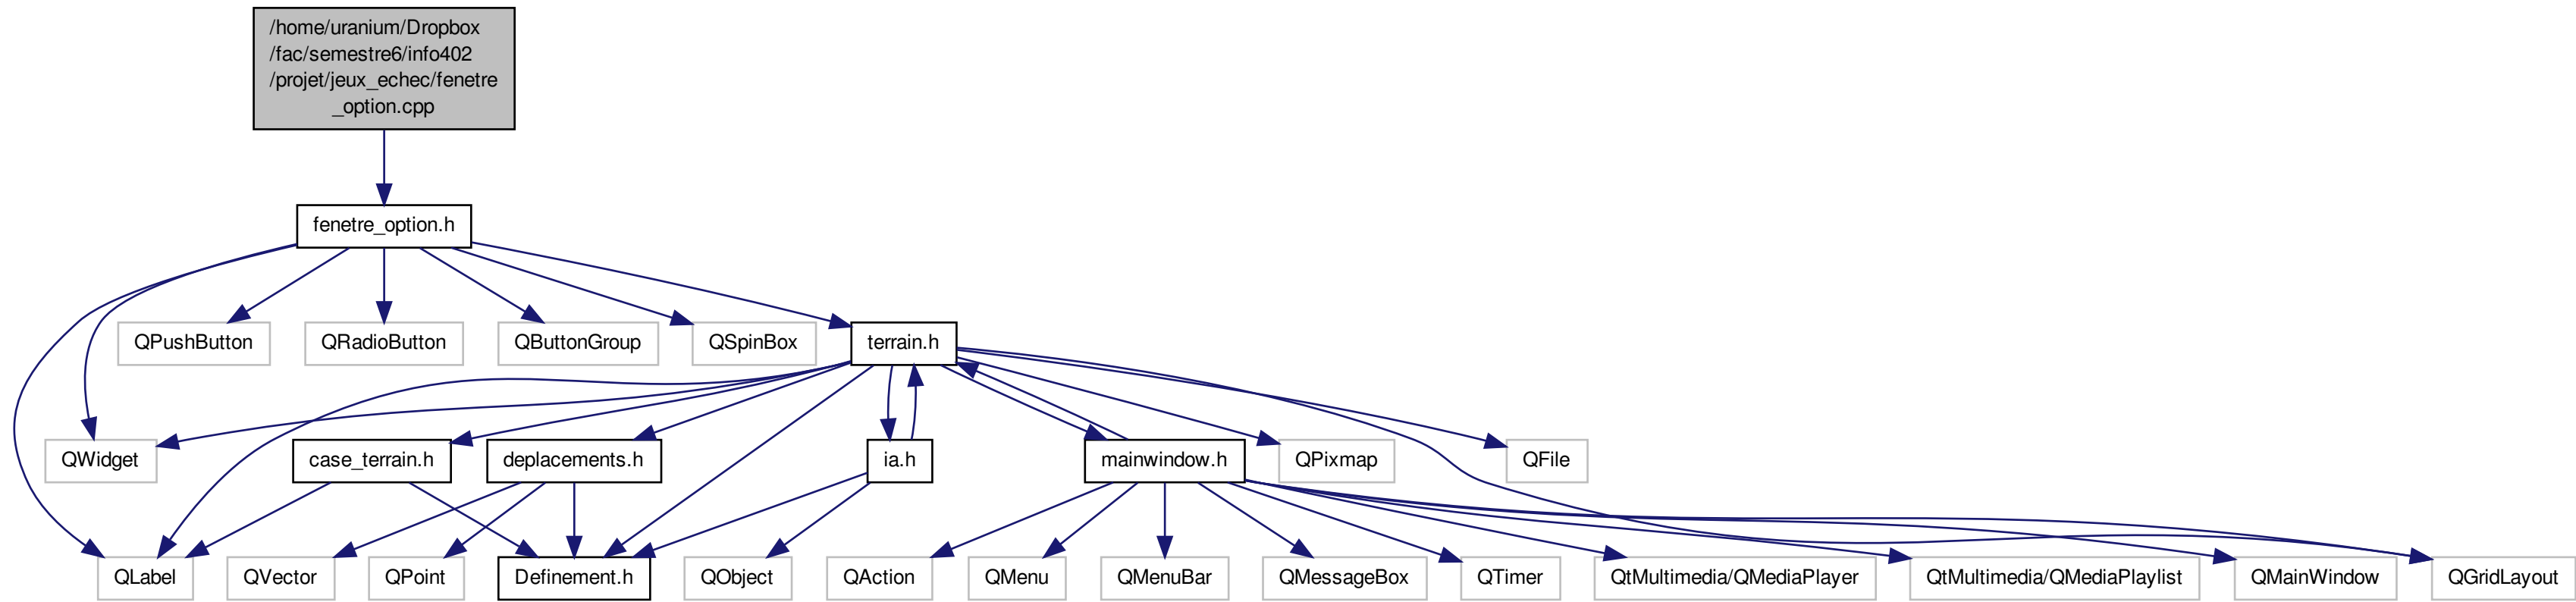 /home/uranium/Dropbox
/fac/semestre6/info402
/projet/jeux_echec/fenetre
_option.cpp
fenetre_option.h
QPushButton
QRadioButton
QButtonGroup
QSpinBox
terrain.h
QWidget
case_terrain.h
deplacements.h
ia.h
mainwindow.h
QPixmap
QFile
QLabel
QVector
QPoint
Definement.h
QObject
QAction
QMenu
QMenuBar
QMessageBox
QTimer
QtMultimedia/QMediaPlayer
QtMultimedia/QMediaPlaylist
QMainWindow
QGridLayout